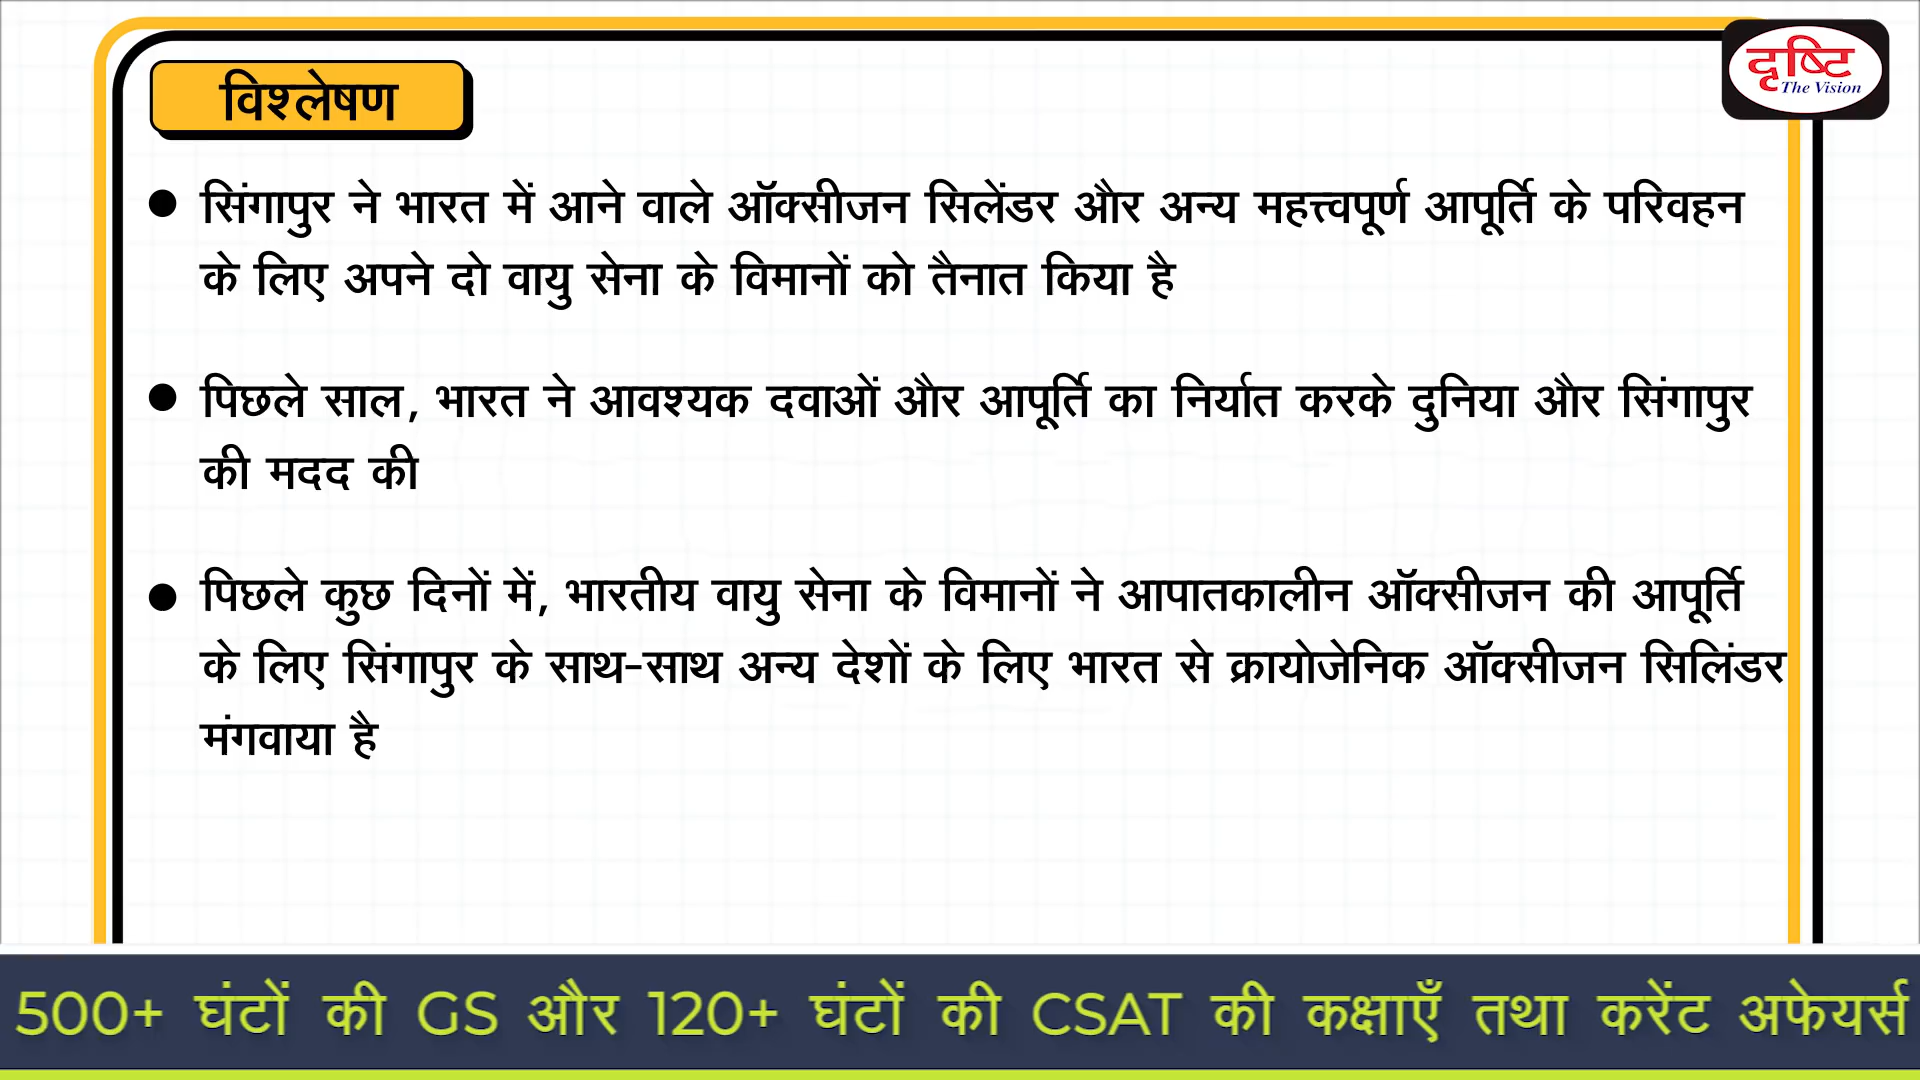 दृष्टि
The Vision
विश्लेषण
● सिंगापुर ने भारत में आने वाले ऑक्सीजन सिलेंडर और अन्य महत्त्वपूर्ण आपूर्ति के परिवहन
के लिए अपने दो वायु सेना के विमानों को तैनात किया है
● पिछले साल, भारत ने आवश्यक दवाओं और आपूर्ति का निर्यात करके दुनिया और सिंगापुर
की मदद की
● पिछले कुछ दिनों में, भारतीय वायु सेना के विमानों ने आपातकालीन ऑक्सीजन की आपूर्ति
के लिए सिंगापुर के साथ-साथ अन्य देशों के लिए भारत से क्रायोजेनिक ऑक्सीजन सिलिंडर
मंगवाया है
500+ घंटों की GS और 120+ घंटों की CSAT की कक्षाएँ तथा करेंट अफेयर्स